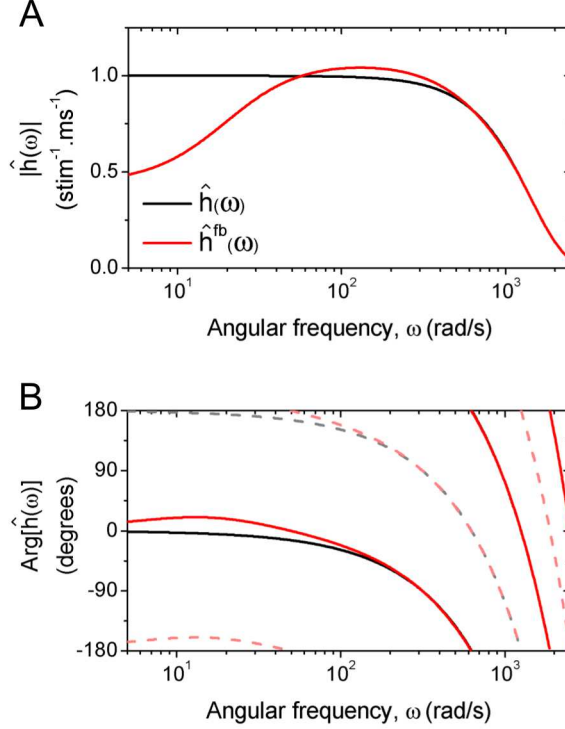 A
|ĥ(ω)|
(stim⁻¹.ms⁻¹)
1.0
0.5
0.0
ĥ(ω)
ĥᶠᵇ(ω)
10¹
10²
10³
Angular frequency, ω (rad/s)
B
Arg[ĥ(ω)]
(degrees)
180
90
0
-90
-180
10¹
10²
10³
Angular frequency, ω (rad/s)